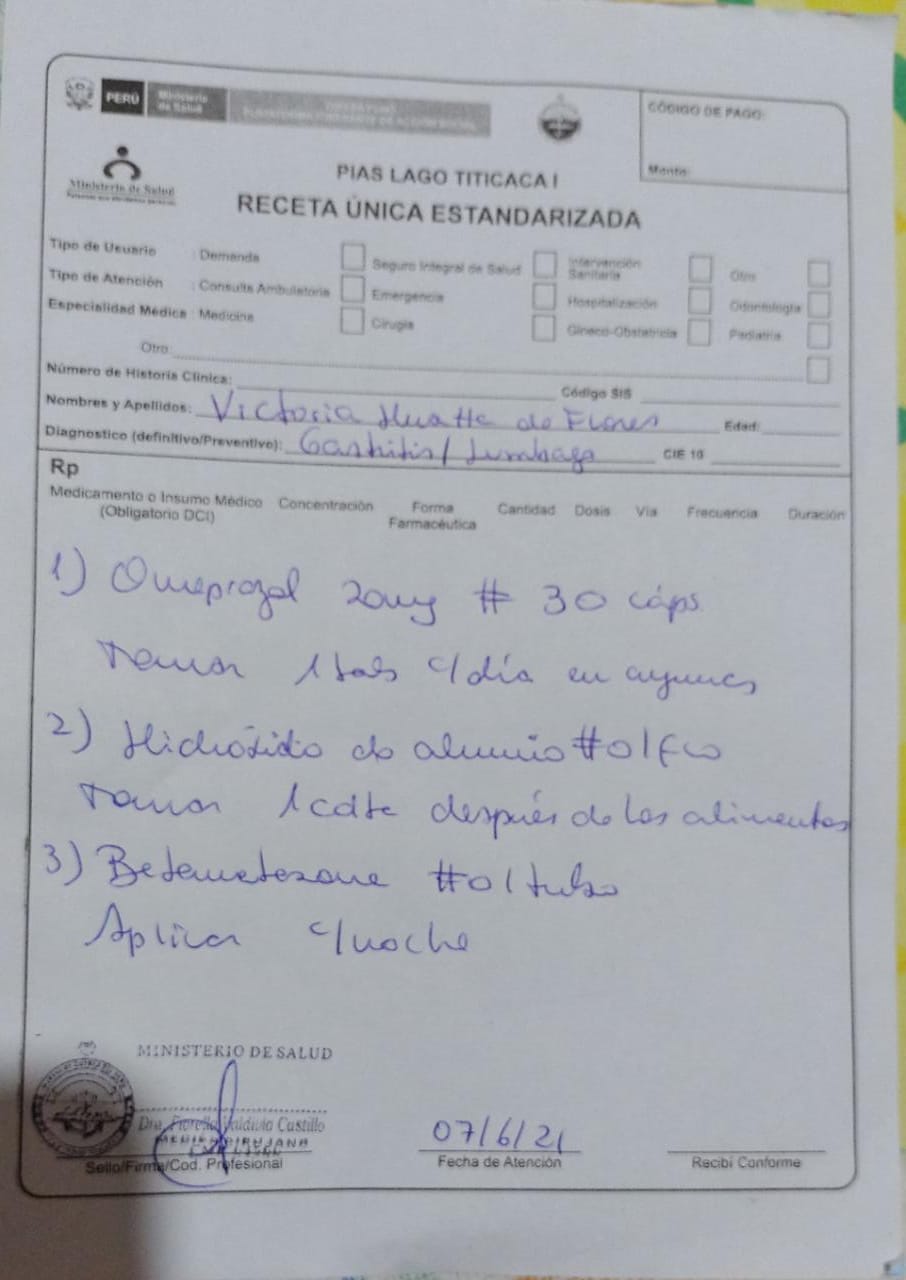 PERÚ Ministerio de Salud
CÓDIGO DE PAGO:
Monto:
Ministerio de Salud
PIAS LAGO TITICACA I
RECETA ÚNICA ESTANDARIZADA
Tipo de Usuario : Demanda Seguro Integral de Salud Intervención Sanitaria Otro
Tipo de Atención : Consulta Ambulatoria Emergencia Hospitalización Odontología
Especialidad Médica : Medicina Cirugía Gineco-Obstetricia Pediatría
Otro
Número de Historia Clínica: Código SIS
Nombres y Apellidos: Victoria Huatta de Flores Edad:
Diagnostico (definitivo/Preventivo): Gastritis / Lumbago CIE 10
Rp
Medicamento o Insumo Médico (Obligatorio DCI) Concentración Forma Farmacéutica Cantidad Dosis Vía Frecuencia Duración
1) Omeprazol 20mg # 30 cáps
Tomar 1 tab c/día en ayunas
2) Hidróxido de aluminio #01 fco
Tomar 1 cdta después de los alimentos
3) Betametasona #01 tubo
Aplicar c/noche
MINISTERIO DE SALUD
Dra. Fiorella Valdivia Castillo
MEDICO CIRUJANA
Sello/Firma/Cod. Profesional
07/6/21
Fecha de Atención
Recibí Conforme